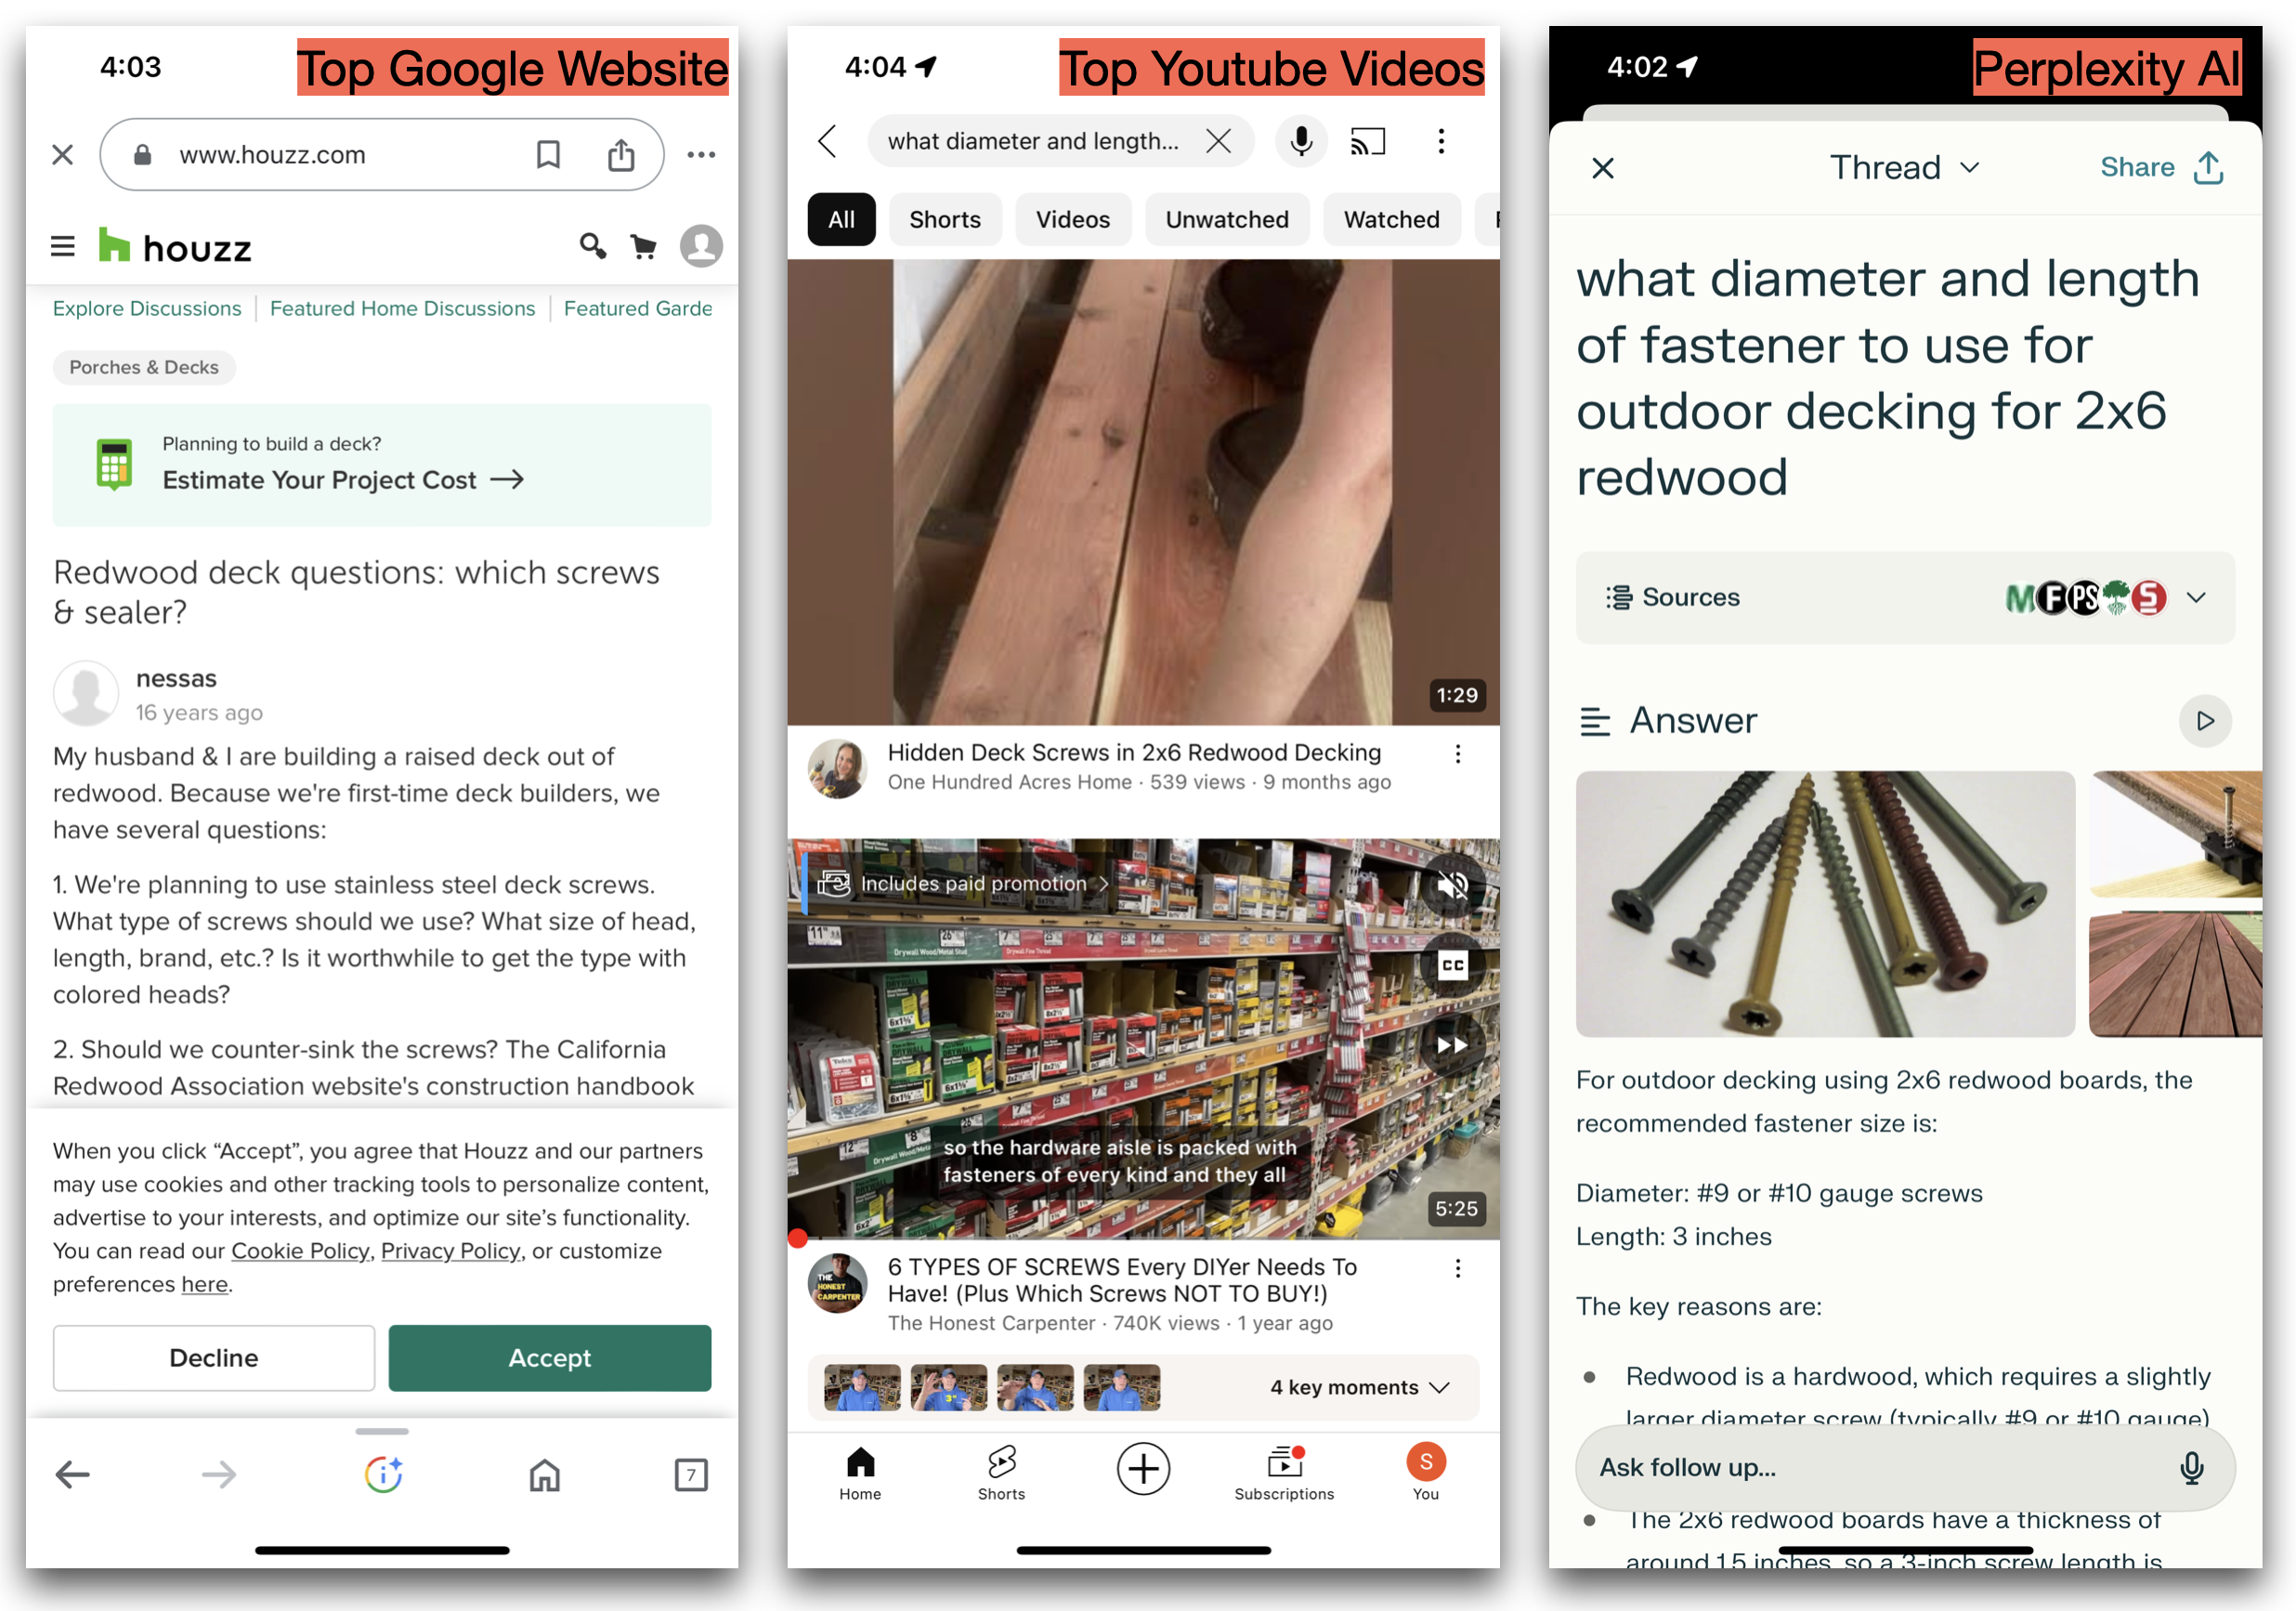 4:03
Top Google Website
www.houzz.com
houzz
Explore Discussions
Featured Home Discussions
Featured Garde
Porches & Decks
Planning to build a deck?
Estimate Your Project Cost
Redwood deck questions: which screws
& sealer?
nessas
16 years ago
My husband & I are building a raised deck out of
redwood. Because we're first-time deck builders, we
have several questions:
1. We're planning to use stainless steel deck screws.
What type of screws should we use? What size of head,
length, brand, etc.? Is it worthwhile to get the type with
colored heads?
2. Should we counter-sink the screws? The California
Redwood Association website's construction handbook
When you click “Accept”, you agree that Houzz and our partners
may use cookies and other tracking tools to personalize content,
advertise to your interests, and optimize our site’s functionality.
You can read our Cookie Policy, Privacy Policy, or customize
preferences here.
Decline
Accept
7
4:04
Top Youtube Videos
what diameter and length...
All
Shorts
Videos
Unwatched
Watched
1:29
Hidden Deck Screws in 2x6 Redwood Decking
One Hundred Acres Home · 539 views · 9 months ago
Includes paid promotion
CC
so the hardware aisle is packed with
fasteners of every kind and they all
5:25
THE
HONEST
CARPENTER
6 TYPES OF SCREWS Every DIYer Needs To
Have! (Plus Which Screws NOT TO BUY!)
The Honest Carpenter · 740K views · 1 year ago
4 key moments
Home
Shorts
Subscriptions
S
You
4:02
Perplexity AI
Thread
Share
what diameter and length
of fastener to use for
outdoor decking for 2x6
redwood
Sources
M F PS S
Answer
For outdoor decking using 2x6 redwood boards, the
recommended fastener size is:
Diameter: #9 or #10 gauge screws
Length: 3 inches
The key reasons are:
Redwood is a hardwood, which requires a slightly
larger diameter screw (typically #9 or #10 gauge)
Ask follow up...
The 2x6 redwood boards have a thickness of
around 1.5 inches, so a 3-inch screw length is